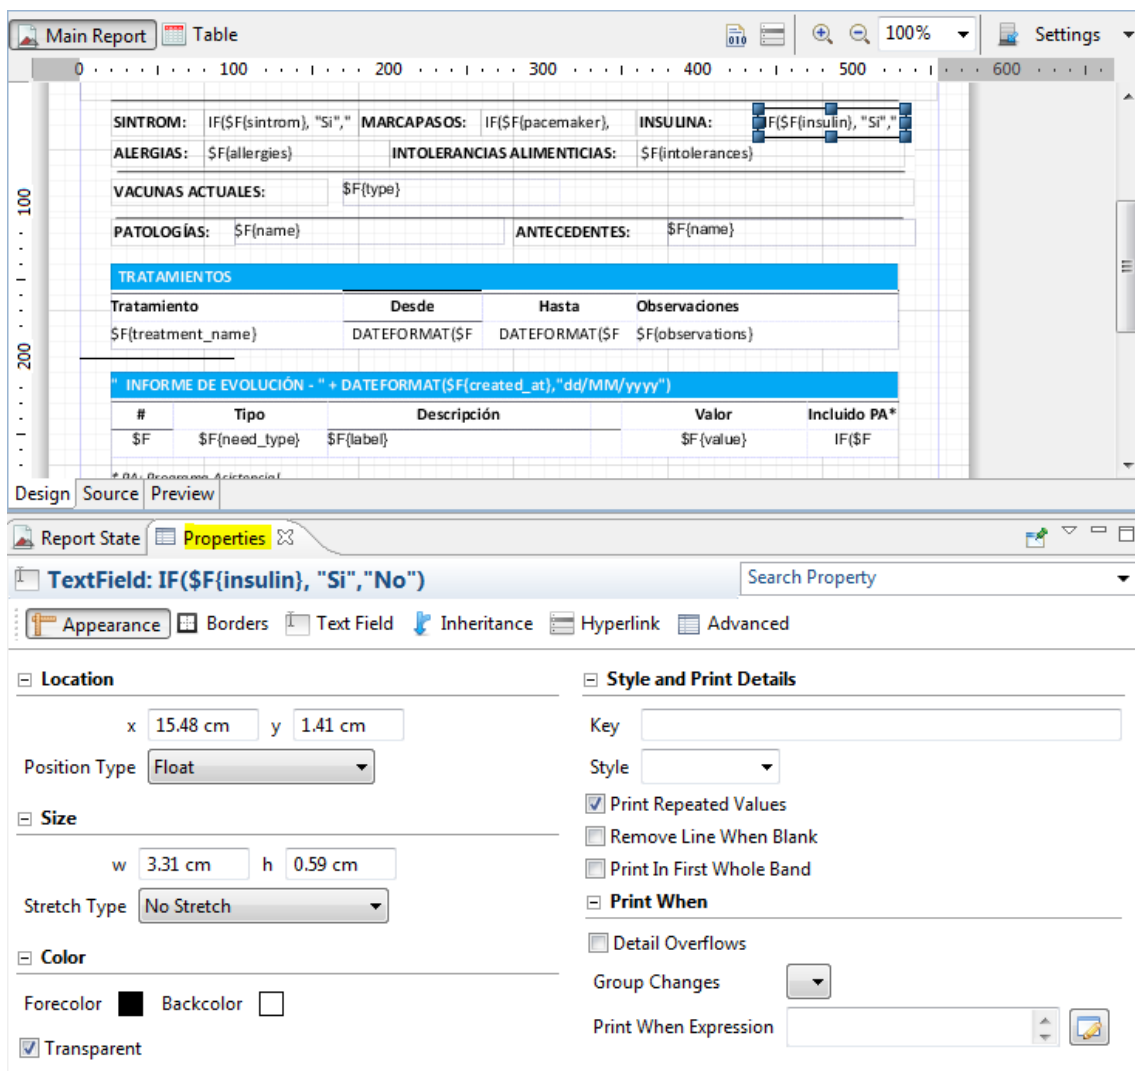 Main Report Table 100% Settings
0 100 200 300 400 500 600
SINTROM: IF($F{sintrom}, "Si"," MARCAPASOS: IF($F{pacemaker}, INSULINA: IF($F{insulin}, "Si","
ALERGIAS: $F{allergies} INTOLERANCIAS ALIMENTICIAS: $F{intolerances}
100
VACUNAS ACTUALES: $F{type}
PATOLOGÍAS: $F{name} ANTECEDENTES: $F{name}
TRATAMIENTOS
Tratamiento Desde Hasta Observaciones
$F{treatment_name} DATEFORMAT($F DATEFORMAT($F $F{observations}
200
" INFORME DE EVOLUCIÓN - " + DATEFORMAT($F{created_at},"dd/MM/yyyy")
# Tipo Descripción Valor Incluido PA*
$F $F{need_type} $F{label} $F{value} IF($F
* PA: Programa Asistencial
Design Source Preview
Report State Properties
TextField: IF($F{insulin}, "Si","No") Search Property
Appearance Borders Text Field Inheritance Hyperlink Advanced
Location Style and Print Details
x 15.48 cm y 1.41 cm Key
Position Type Float Style
Print Repeated Values
Size Remove Line When Blank
w 3.31 cm h 0.59 cm Print In First Whole Band
Stretch Type No Stretch Print When
Detail Overflows
Color Group Changes
Forecolor Backcolor Print When Expression
Transparent